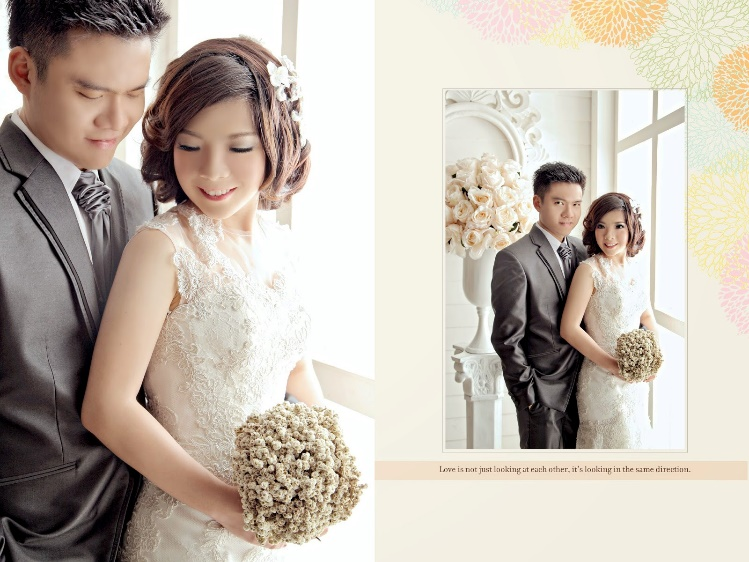 Love is not just looking at each other, it's looking in the same direction.